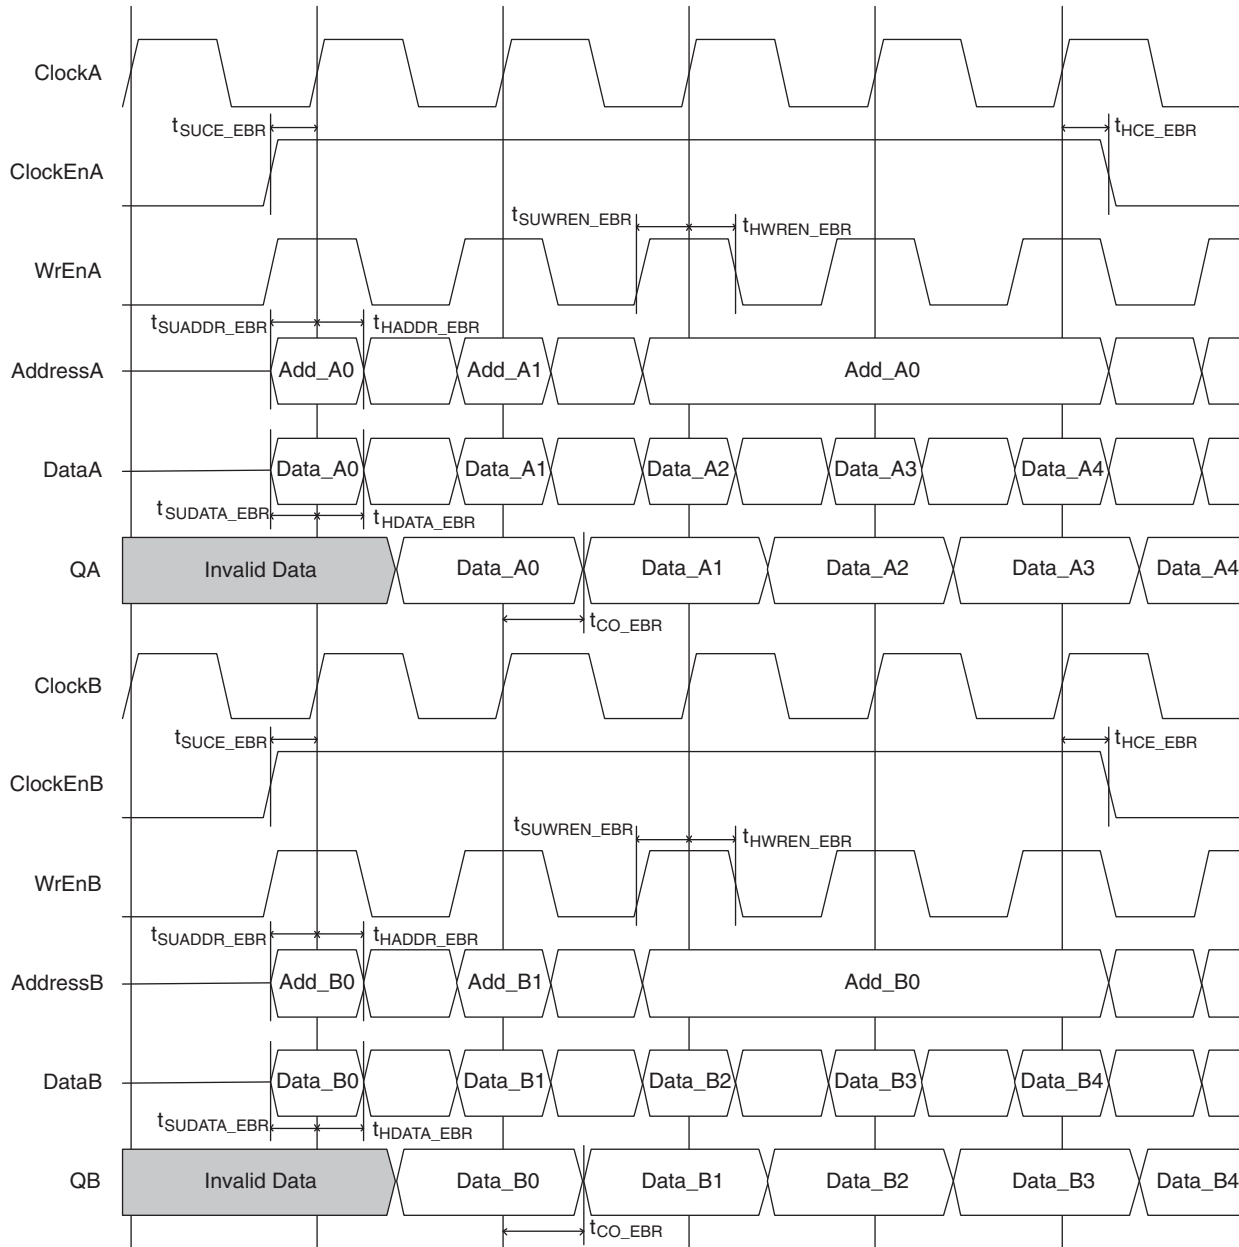 ClockA
tSUCE_EBR tHCE_EBR
ClockEnA
tSUWREN_EBR tHWREN_EBR
WrEnA
tSUADDR_EBR tHADDR_EBR
AddressA Add_A0 Add_A1 Add_A0
DataA Data_A0 Data_A1 Data_A2 Data_A3 Data_A4
tSUDATA_EBR tHDATA_EBR
QA Invalid Data Data_A0 Data_A1 Data_A2 Data_A3 Data_A4
tCO_EBR
ClockB
tSUCE_EBR tHCE_EBR
ClockEnB
tSUWREN_EBR tHWREN_EBR
WrEnB
tSUADDR_EBR tHADDR_EBR
AddressB Add_B0 Add_B1 Add_B0
DataB Data_B0 Data_B1 Data_B2 Data_B3 Data_B4
tSUDATA_EBR tHDATA_EBR
QB Invalid Data Data_B0 Data_B1 Data_B2 Data_B3 Data_B4
tCO_EBR